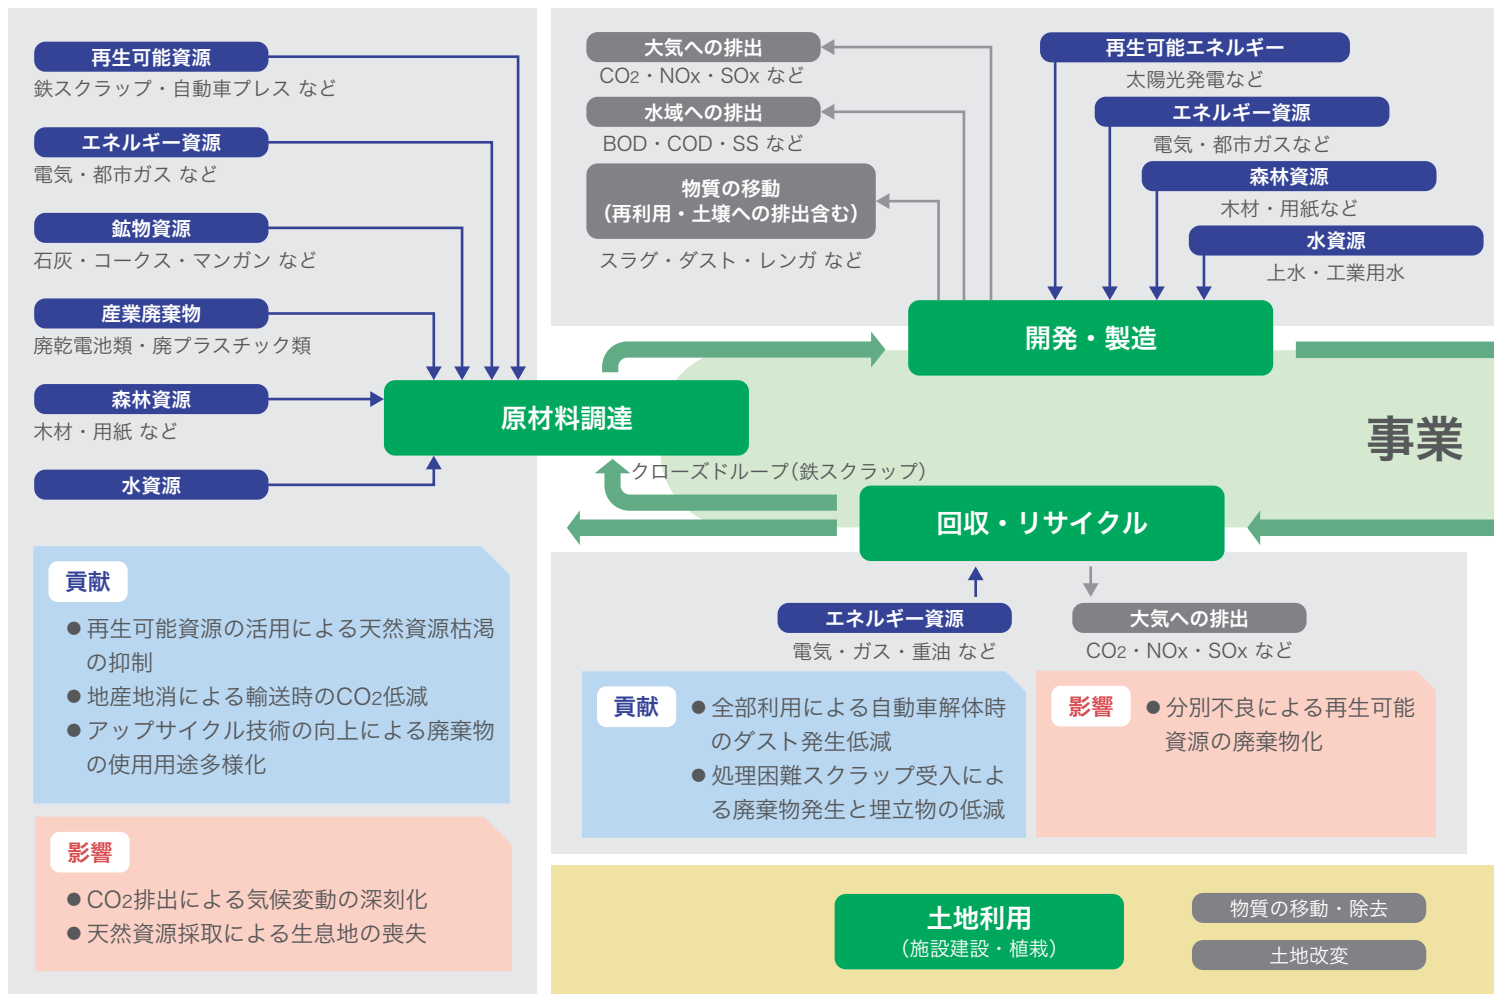 再生可能資源
鉄スクラップ・自動車プレス など
エネルギー資源
電気・都市ガス など
鉱物資源
石灰・コークス・マンガン など
産業廃棄物
廃乾電池類・廃プラスチック類
森林資源
木材・用紙 など
水資源
原材料調達
貢献
●再生可能資源の活用による天然資源枯渇
の抑制
●地産地消による輸送時のCO2低減
●アップサイクル技術の向上による廃棄物
の使用用途多様化
影響
●CO2排出による気候変動の深刻化
●天然資源採取による生息地の喪失
大気への排出
CO2・NOx・SOx など
水域への排出
BOD・COD・SS など
物質の移動
（再利用・土壌への排出含む）
スラグ・ダスト・レンガ など
再生可能エネルギー
太陽光発電など
エネルギー資源
電気・都市ガスなど
森林資源
木材・用紙など
水資源
上水・工業用水
開発・製造
事業
クローズドループ（鉄スクラップ）
回収・リサイクル
エネルギー資源
電気・ガス・重油 など
大気への排出
CO2・NOx・SOx など
貢献
●全部利用による自動車解体時
のダスト発生低減
●処理困難スクラップ受入によ
る廃棄物発生と埋立物の低減
影響
●分別不良による再生可能
資源の廃棄物化
土地利用
（施設建設・植栽）
物質の移動・除去
土地改変